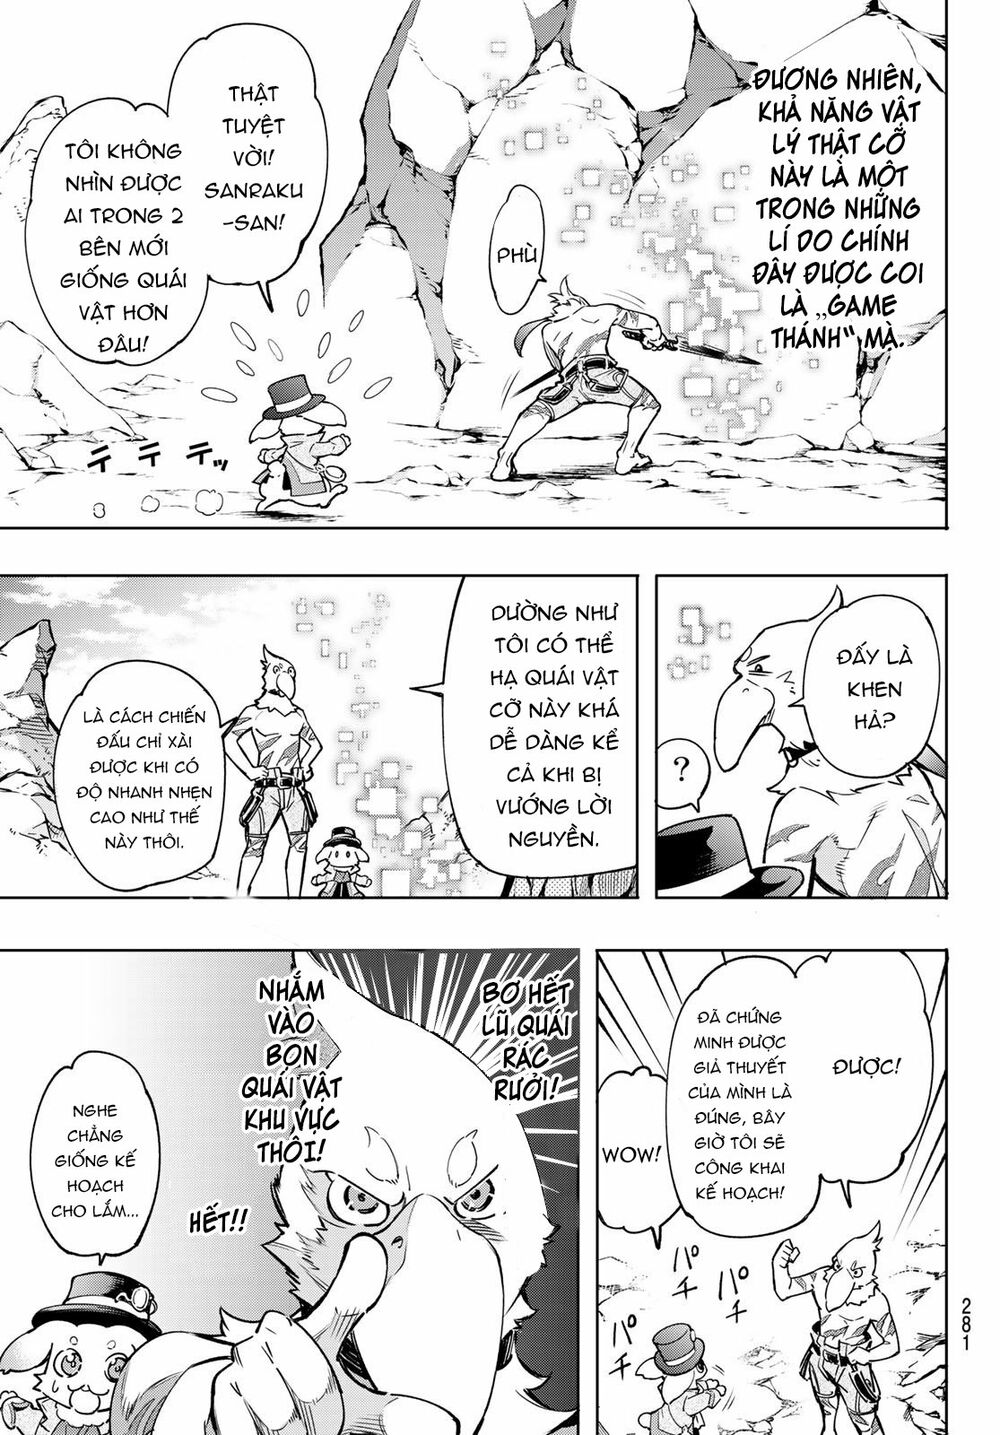 ĐƯƠNG NHIÊN,
KHẢ NĂNG VẬT
LÝ THẬT CỠ
NÀY LÀ MỘT
TRONG NHỮNG
LÍ DO CHÍNH
ĐÂY ĐƯỢC COI
LÀ „GAME
THÁNH“ MÀ.
PHÙ
THẬT
TUYỆT
VỜI!
SANRAKU
-SAN!
TÔI KHÔNG
NHÌN ĐƯỢC
AI TRONG 2
BÊN MỚI
GIỐNG QUÁI
VẬT HƠN
ĐÂU!
テテテッ
ĐẤY LÀ
KHEN
HẢ?
?
DƯỜNG NHƯ
TÔI CÓ THỂ
HẠ QUÁI VẬT
CỠ NÀY KHÁ
DỄ DÀNG KỂ
CẢ KHI BỊ
VƯỚNG LỜI
NGUYỀN.
LÀ CÁCH CHIẾN
ĐẤU CHỈ XÀI
ĐƯỢC KHI CÓ
ĐỘ NHANH NHẸN
CAO NHƯ THẾ
NÀY THÔI.
ĐƯỢC!
ĐÃ CHỨNG
MINH ĐƯỢC
GIẢ THUYẾT
CỦA MÌNH LÀ
ĐÚNG, BÂY
GIỜ TÔI SẼ
CÔNG KHAI
KẾ HOẠCH!
WOW!
パチ
パチ
パチ
BƠ HẾT
LŨ QUÁI
RÁC
RƯỞI!
NHẮM
VÀO
BỌN
QUÁI VẬT
KHU VỰC
THÔI!
HẾT!!
NGHE
CHẲNG
GIỐNG KẾ
HOẠCH
CHO LẮM...
281